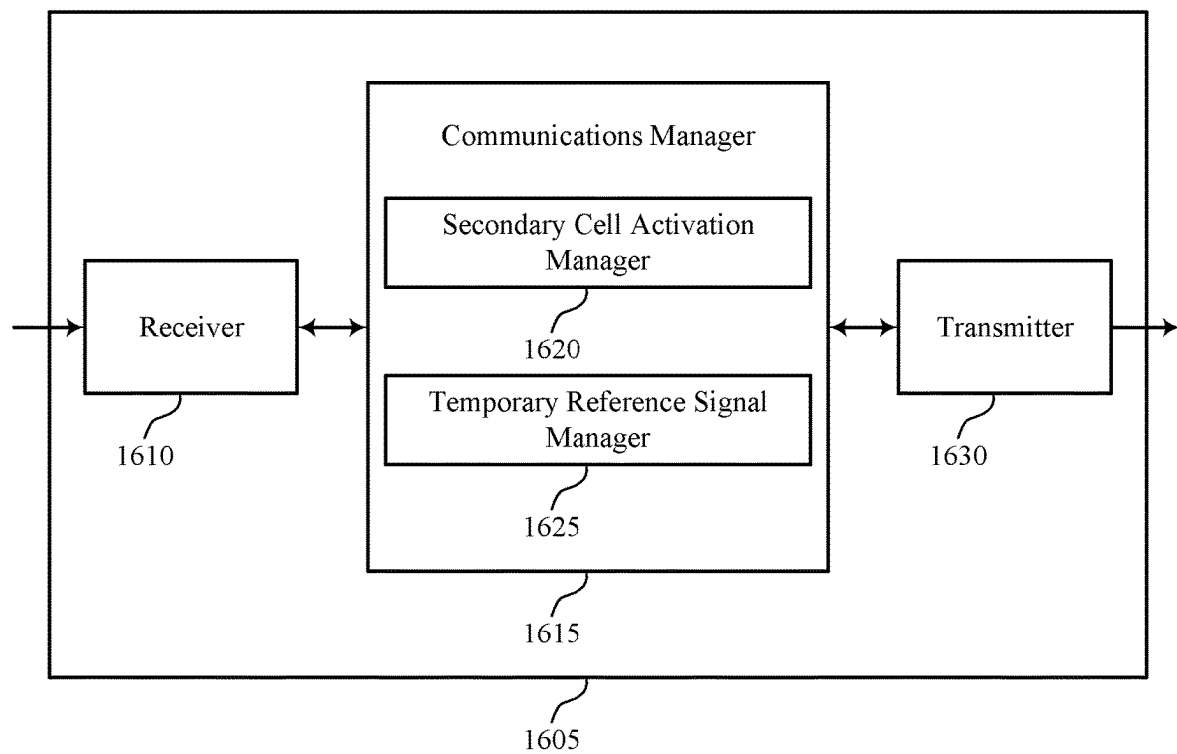 Communications Manager
Secondary Cell Activation
Manager
1620
Receiver
1610
Transmitter
1630
Temporary Reference Signal
Manager
1625
1615
1605